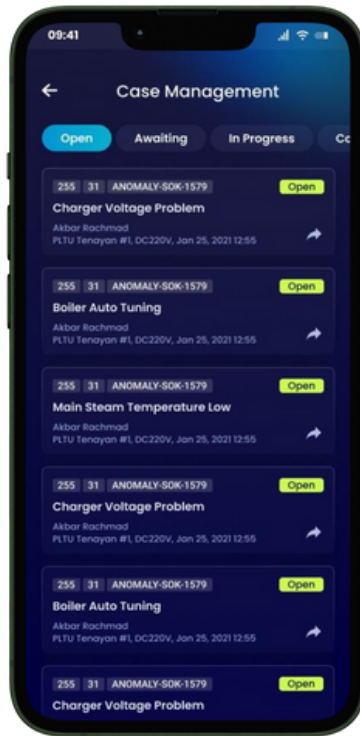 09:41
Case Management
Open Awaiting In Progress Co
255 31 ANOMALY-SOK-1579 Open
Charger Voltage Problem
Akbar Rachmad
PLTU Tenayan #1, DC220V, Jan 25, 2021 12:55
255 31 ANOMALY-SOK-1579 Open
Boiler Auto Tuning
Akbar Rachmad
PLTU Tenayan #1, DC220V, Jan 25, 2021 12:55
255 31 ANOMALY-SOK-1579 Open
Main Steam Temperature Low
Akbar Rachmad
PLTU Tenayan #1, DC220V, Jan 25, 2021 12:55
255 31 ANOMALY-SOK-1579 Open
Charger Voltage Problem
Akbar Rachmad
PLTU Tenayan #1, DC220V, Jan 25, 2021 12:55
255 31 ANOMALY-SOK-1579 Open
Boiler Auto Tuning
Akbar Rachmad
PLTU Tenayan #1, DC220V, Jan 25, 2021 12:55
255 31 ANOMALY-SOK-1579 Open
Charger Voltage Problem